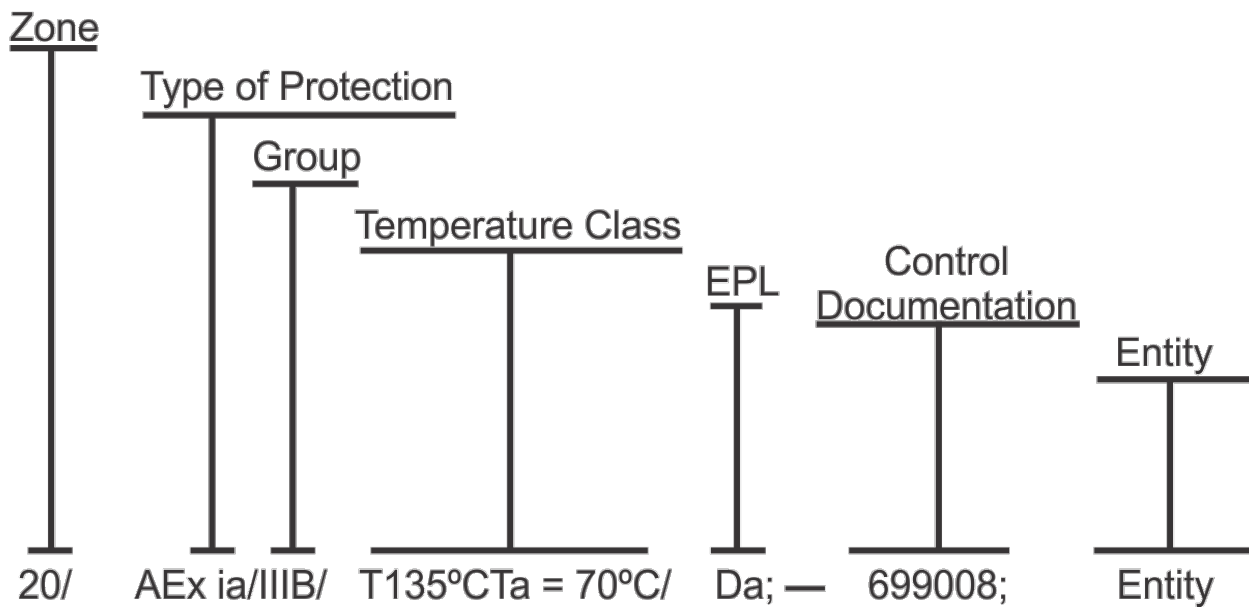 Zone
Type of Protection
Group
Temperature Class
EPL
Control
Documentation
Entity
20/ AEx ia/IIIB/ T135ºCTa = 70ºC/ Da; — 699008; Entity